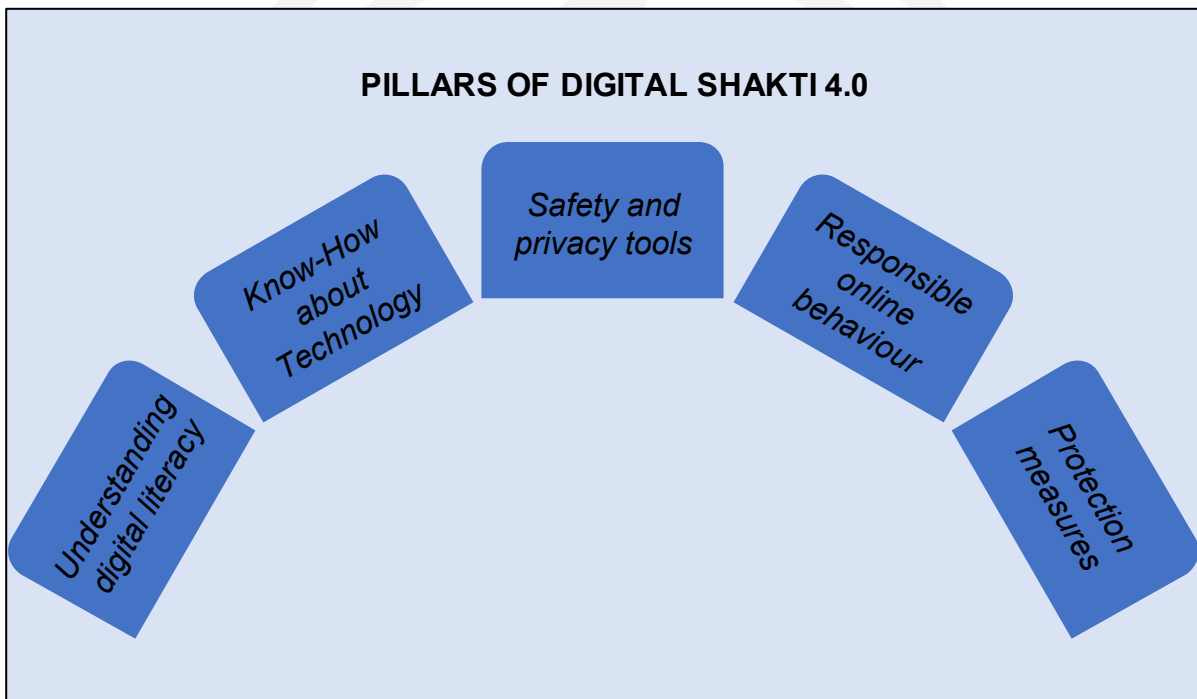 PILLARS OF DIGITAL SHAKTI 4.0
Understanding
digital literacy
Know-How
about
Technology
Safety and
privacy tools
Responsible
online
behaviour
Protection
measures